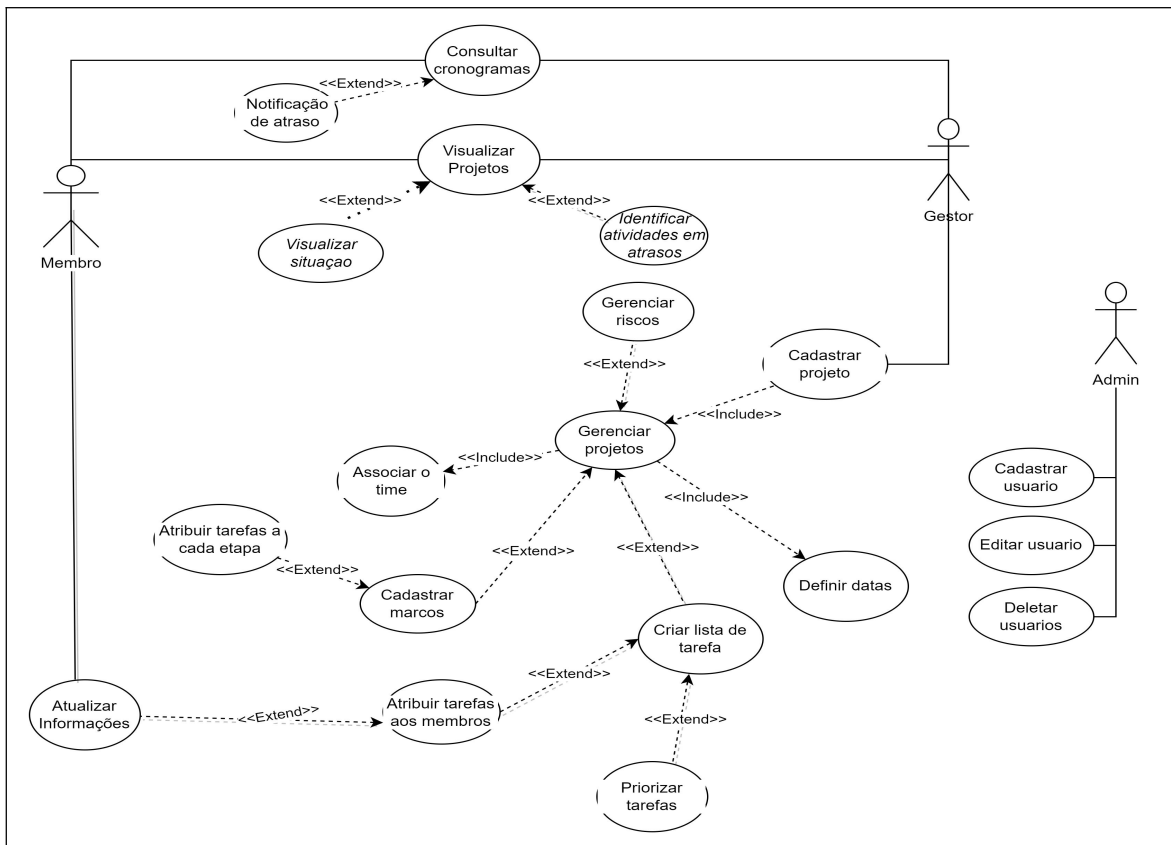 Consultar
cronogramas
<<Extend>>
Notificação
de atraso
Visualizar
Projetos
<<Extend>>
<<Extend>>
Visualizar
situaçao
Identificar
atividades em
atrasos
Membro
Gestor
Gerenciar
riscos
<<Extend>>
Cadastrar
projeto
Admin
<<Include>>
Gerenciar
projetos
<<Include>>
Associar o
time
<<Include>>
Cadastrar
usuario
Atribuir tarefas a
cada etapa
<<Extend>>
<<Extend>>
Editar usuario
<<Extend>>
Cadastrar
marcos
Definir datas
Deletar
usuarios
Criar lista de
tarefa
<<Extend>>
Atualizar
Informações
<<Extend>>
Atribuir tarefas
aos membros
<<Extend>>
Priorizar
tarefas